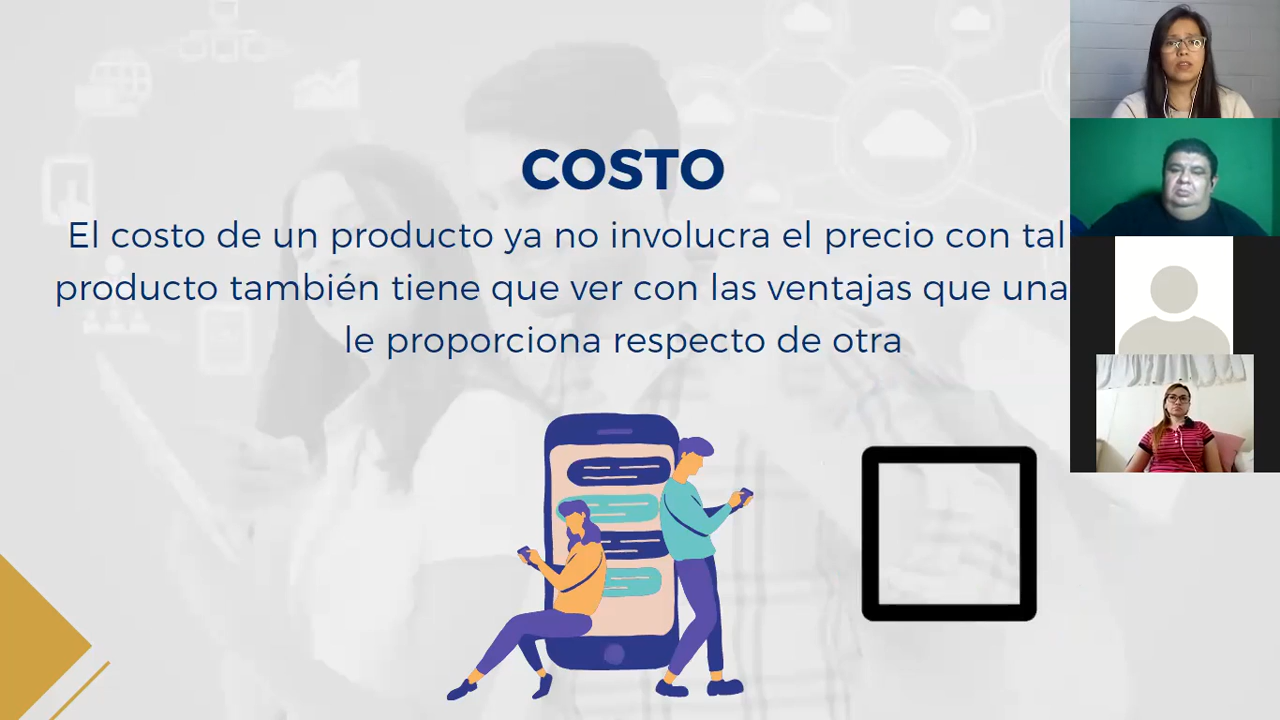 COSTO
El costo de un producto ya no involucra el precio con tal
producto también tiene que ver con las ventajas que una
le proporciona respecto de otra